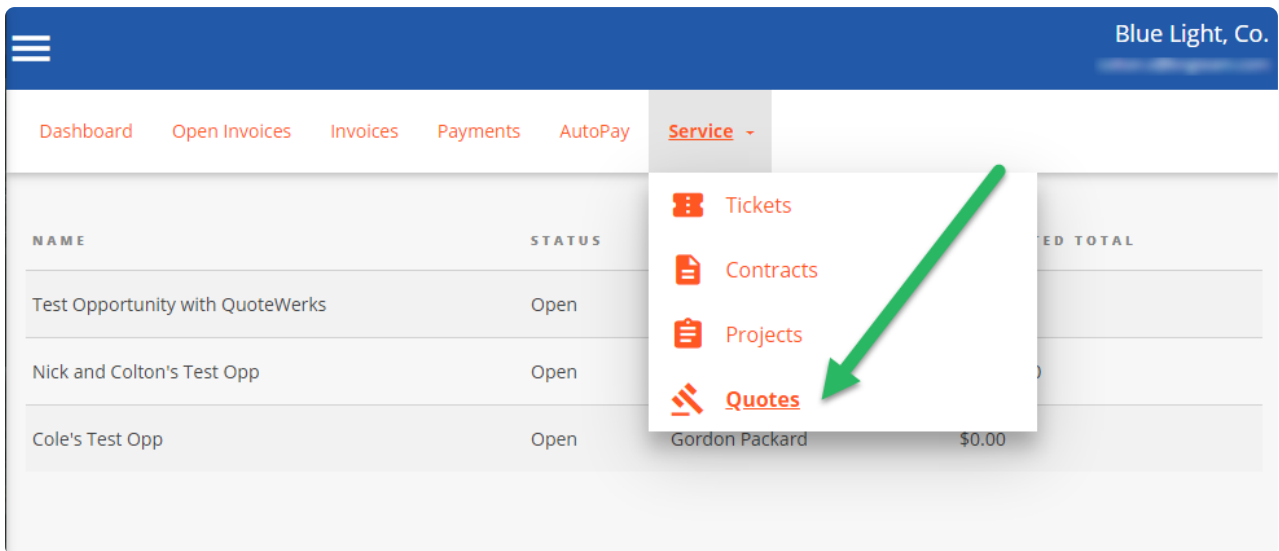 Blue Light, Co.
Dashboard Open Invoices Invoices Payments AutoPay Service
Tickets
Contracts
Projects
Quotes
NAME STATUS TOTAL
Test Opportunity with QuoteWerks Open
Nick and Colton's Test Opp Open
Cole's Test Opp Open Gordon Packard $0.00